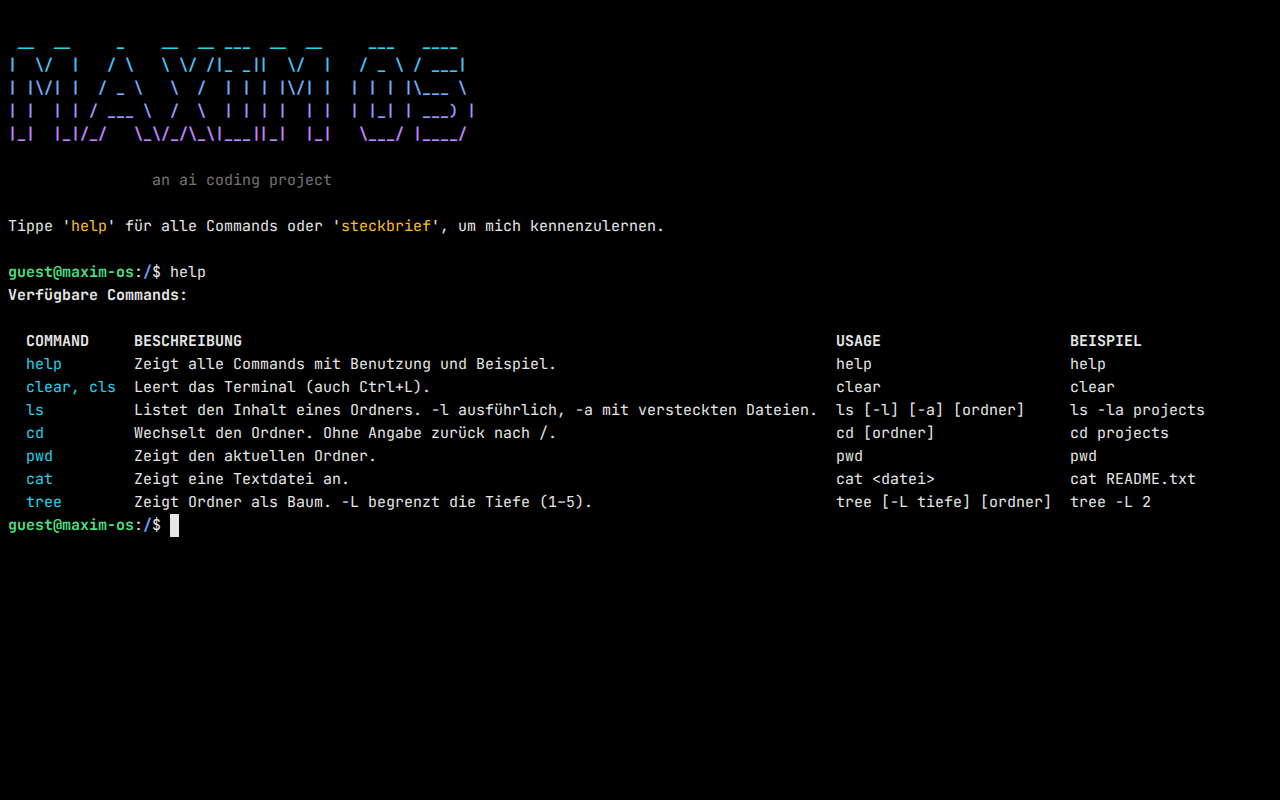 MAXIM OS
an ai coding project
Tippe 'help' für alle Commands oder 'steckbrief', um mich kennenzulernen.
guest@maxim-os:/$ help
Verfügbare Commands:
COMMAND BESCHREIBUNG USAGE BEISPIEL
help Zeigt alle Commands mit Benutzung und Beispiel. help help
clear, cls Leert das Terminal (auch Ctrl+L). clear clear
ls Listet den Inhalt eines Ordners. -l ausführlich, -a mit versteckten Dateien. ls [-l] [-a] [ordner] ls -la projects
cd Wechselt den Ordner. Ohne Angabe zurück nach /. cd [ordner] cd projects
pwd Zeigt den aktuellen Ordner. pwd pwd
cat Zeigt eine Textdatei an. cat <datei> cat README.txt
tree Zeigt Ordner als Baum. -L begrenzt die Tiefe (1–5). tree [-L tiefe] [ordner] tree -L 2
guest@maxim-os:/$